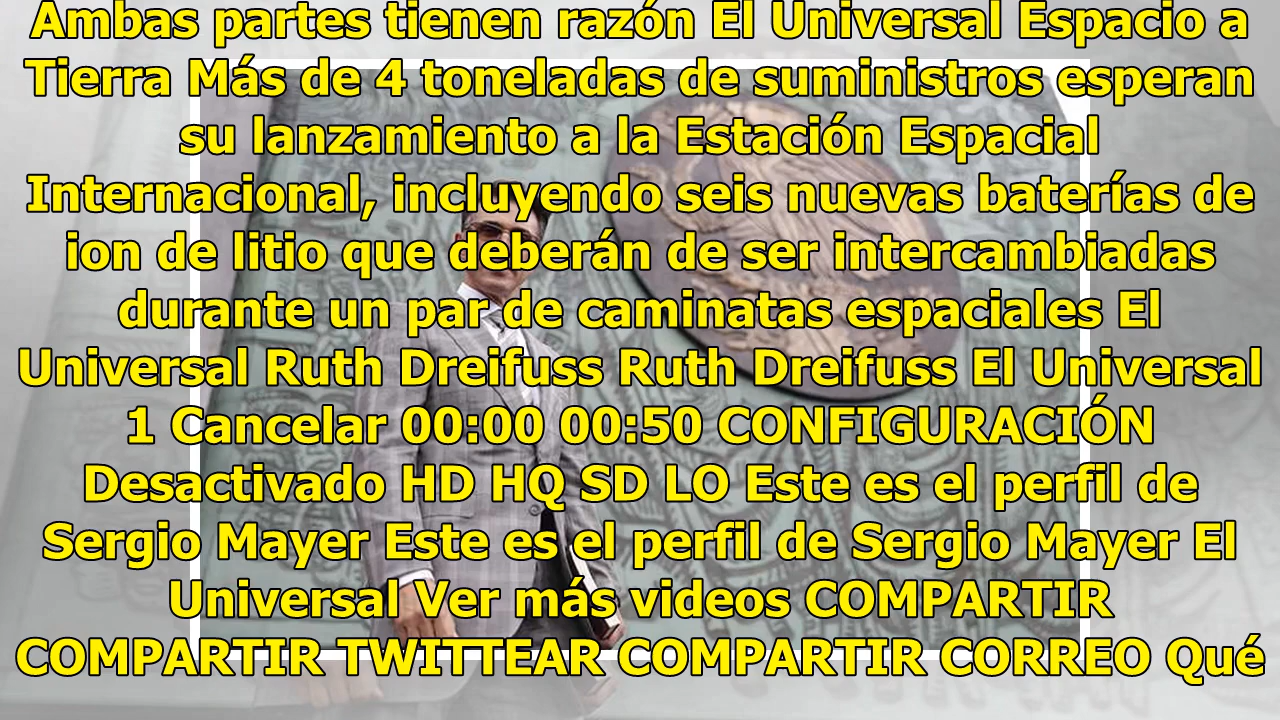 Ambas partes tienen razón El Universal Espacio a
Tierra Más de 4 toneladas de suministros esperan
su lanzamiento a la Estación Espacial
Internacional, incluyendo seis nuevas baterías de
ion de litio que deberán de ser intercambiadas
durante un par de caminatas espaciales El
Universal Ruth Dreifuss Ruth Dreifuss El Universal
1 Cancelar 00:00 00:50 CONFIGURACIÓN
Desactivado HD HQ SD LO Este es el perfil de
Sergio Mayer Este es el perfil de Sergio Mayer El
Universal Ver más videos COMPARTIR
COMPARTIR TWITTEAR COMPARTIR CORREO Qué